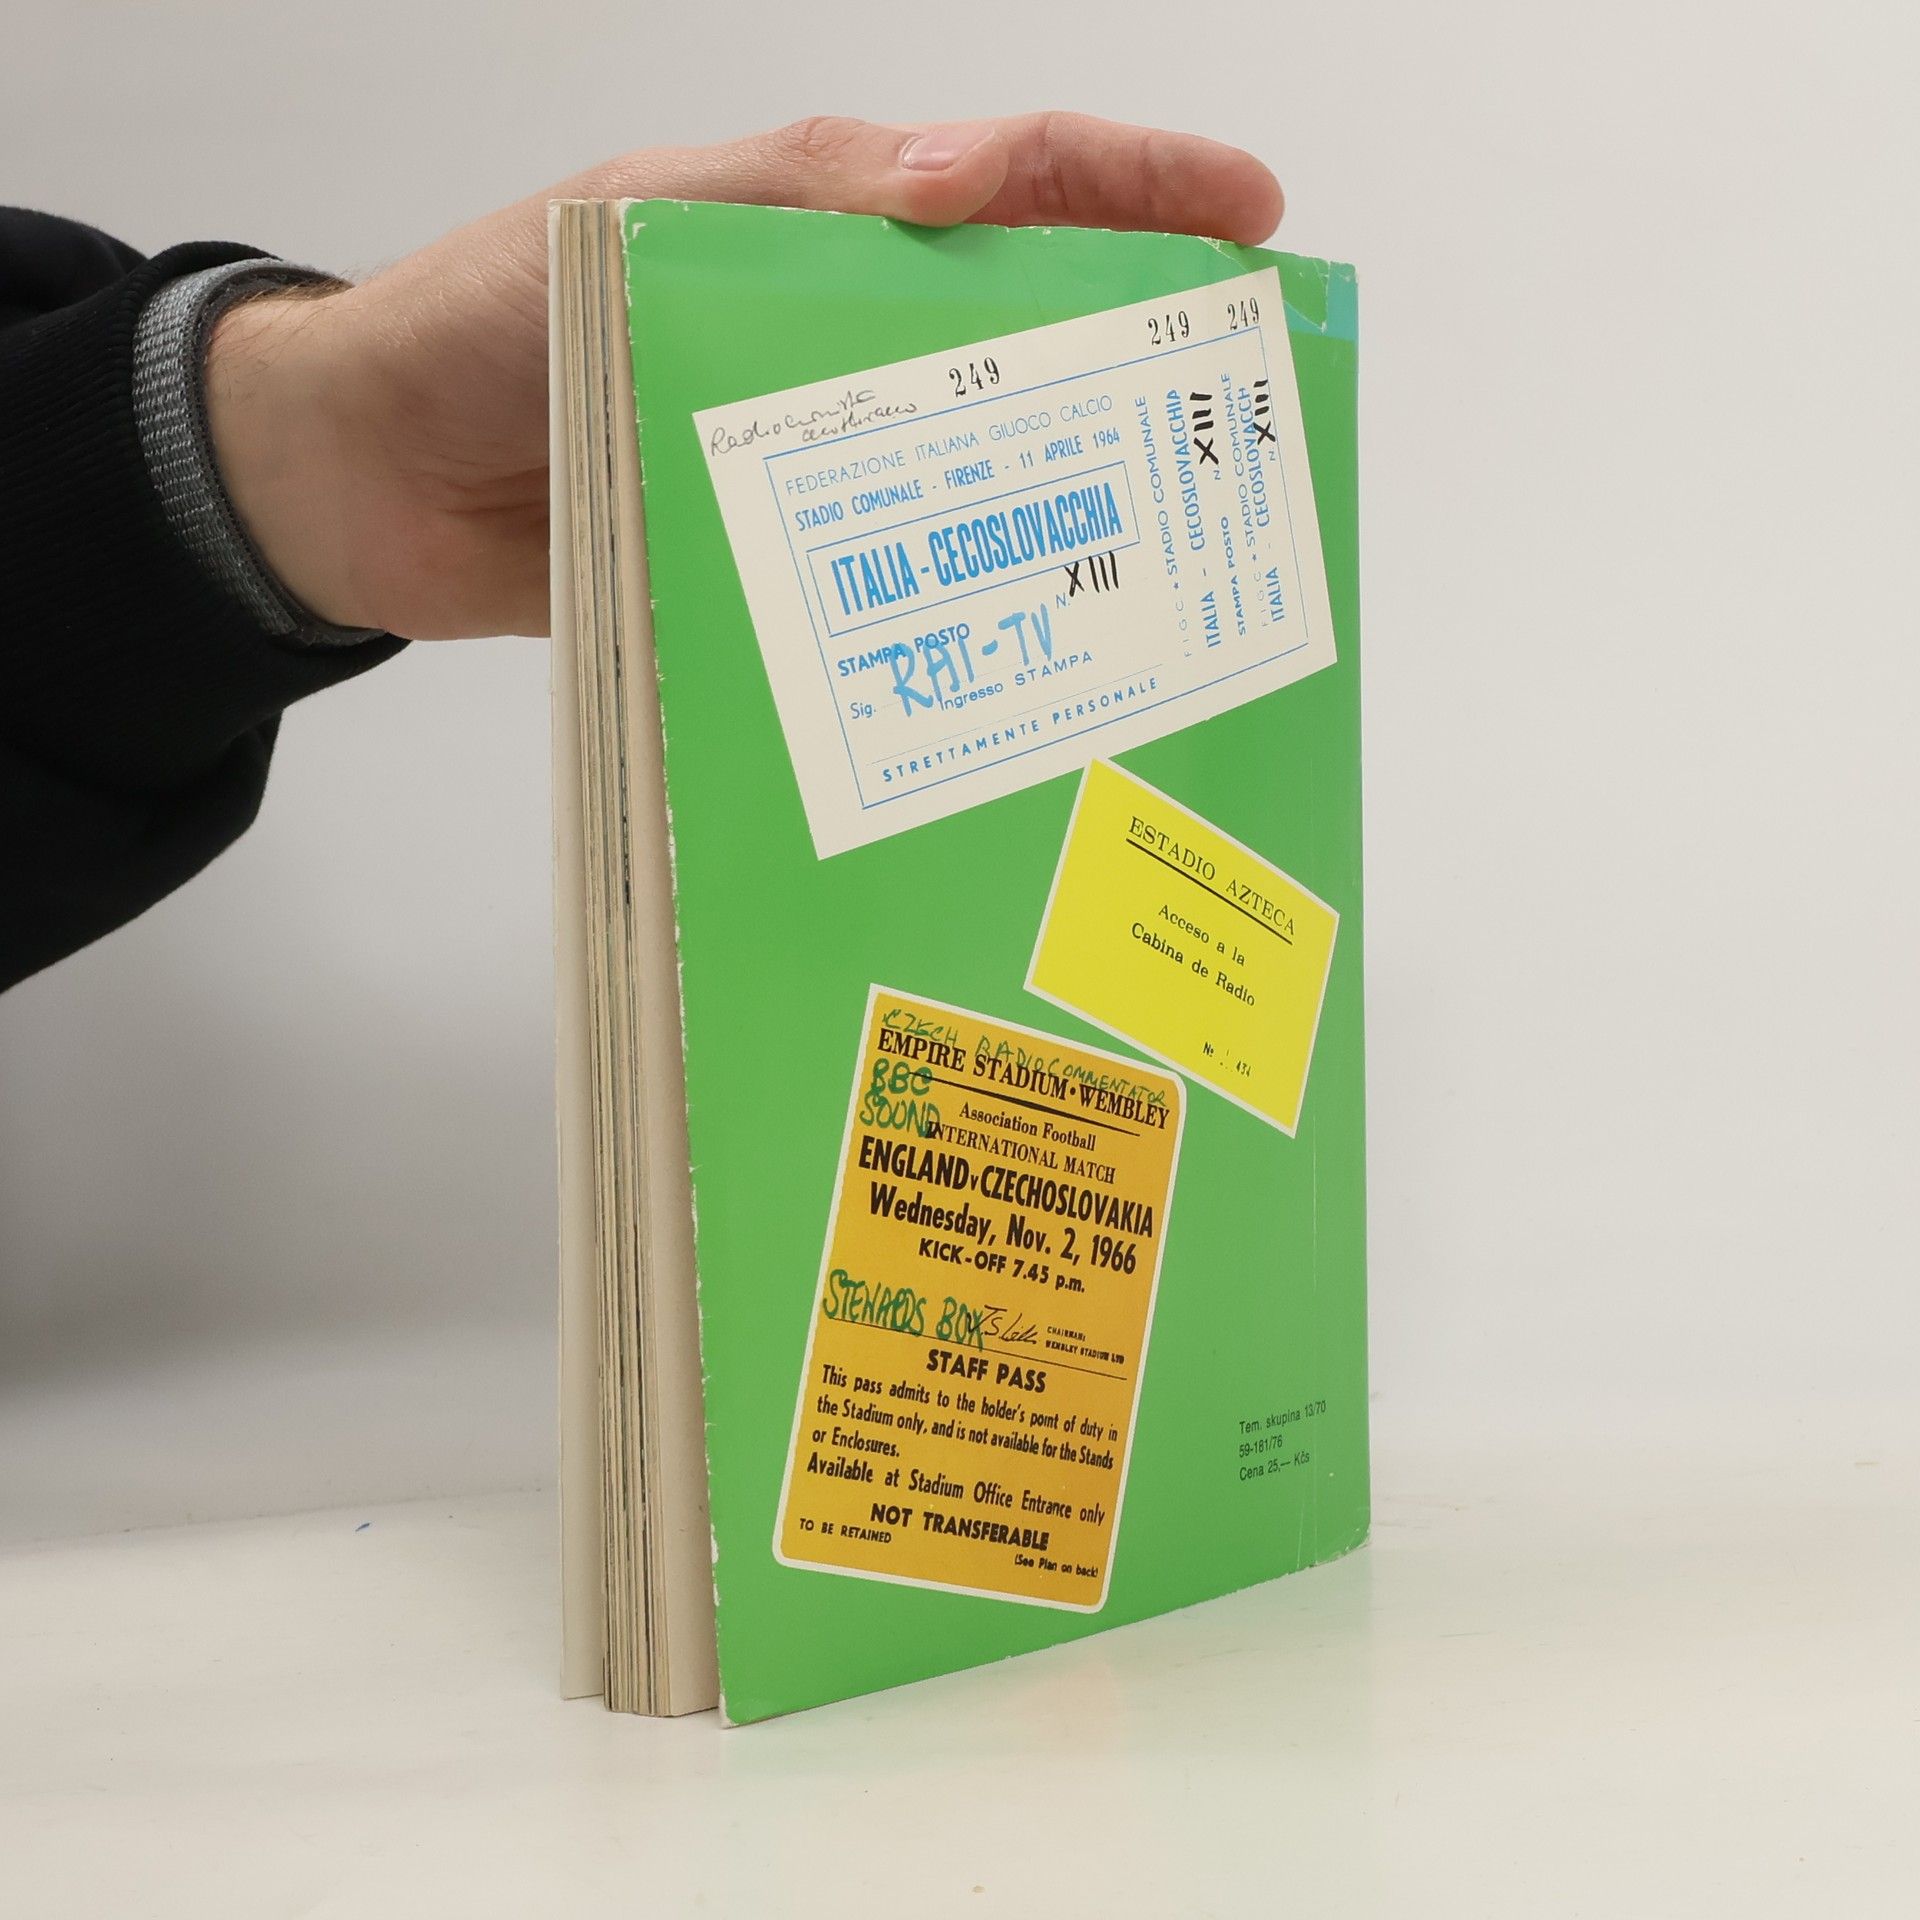 249 249 249
FEDERAZIONE ITALIANA GIUOCO CALCIO
STADIO COMUNALE - FIRENZE - 11 APRILE 1964
ITALIA - CECOSLOVACCHIA
N. XIII
STAMPA POSTO
RAI-TV
Sig. Ingresso STAMPA
STRETTAMENTE PERSONALE
F I G C ★ STADIO COMUNALE
ITALIA - CECOSLOVACCHIA
STAMPA POSTO N. XIII
F I G C ★ STADIO COMUNALE
ITALIA - CECOSLOVACCH
N. XIII
ESTADIO AZTECA
Acceso a la
Cabina de Radio
Nº 434
CZECH RADIO COMMENTATOR
EMPIRE STADIUM • WEMBLEY
BBC
SOUND
Association Football
INTERNATIONAL MATCH
ENGLAND v CZECHOSLOVAKIA
Wednesday, Nov. 2, 1966
KICK-OFF 7.45 p.m.
STEWARDS BOX
CHAIRMAN:
WEMBLEY STADIUM LTD
STAFF PASS
This pass admits to the holder's point of duty in
the Stadium only, and is not available for the Stands
or Enclosures.
Available at Stadium Office Entrance only
NOT TRANSFERABLE
TO BE RETAINED
(See Plan on back)
Tem. skupina 13/70
59-181/76
Cena 25,— Kčs